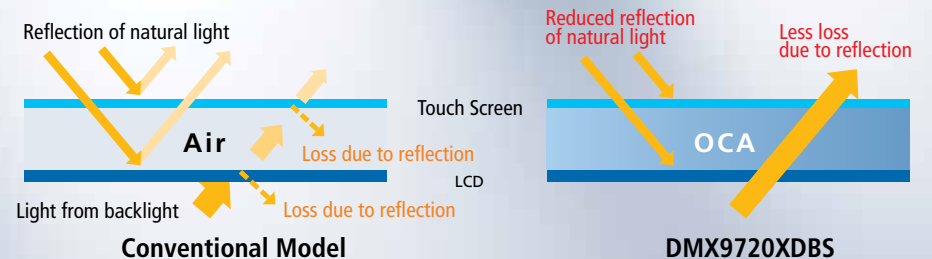 Reflection of natural light
Reduced reflection
of natural light
Less loss
due to reflection
Touch Screen
Air
OCA
Loss due to reflection
LCD
Light from backlight
Loss due to reflection
Conventional Model
DMX9720XDBS